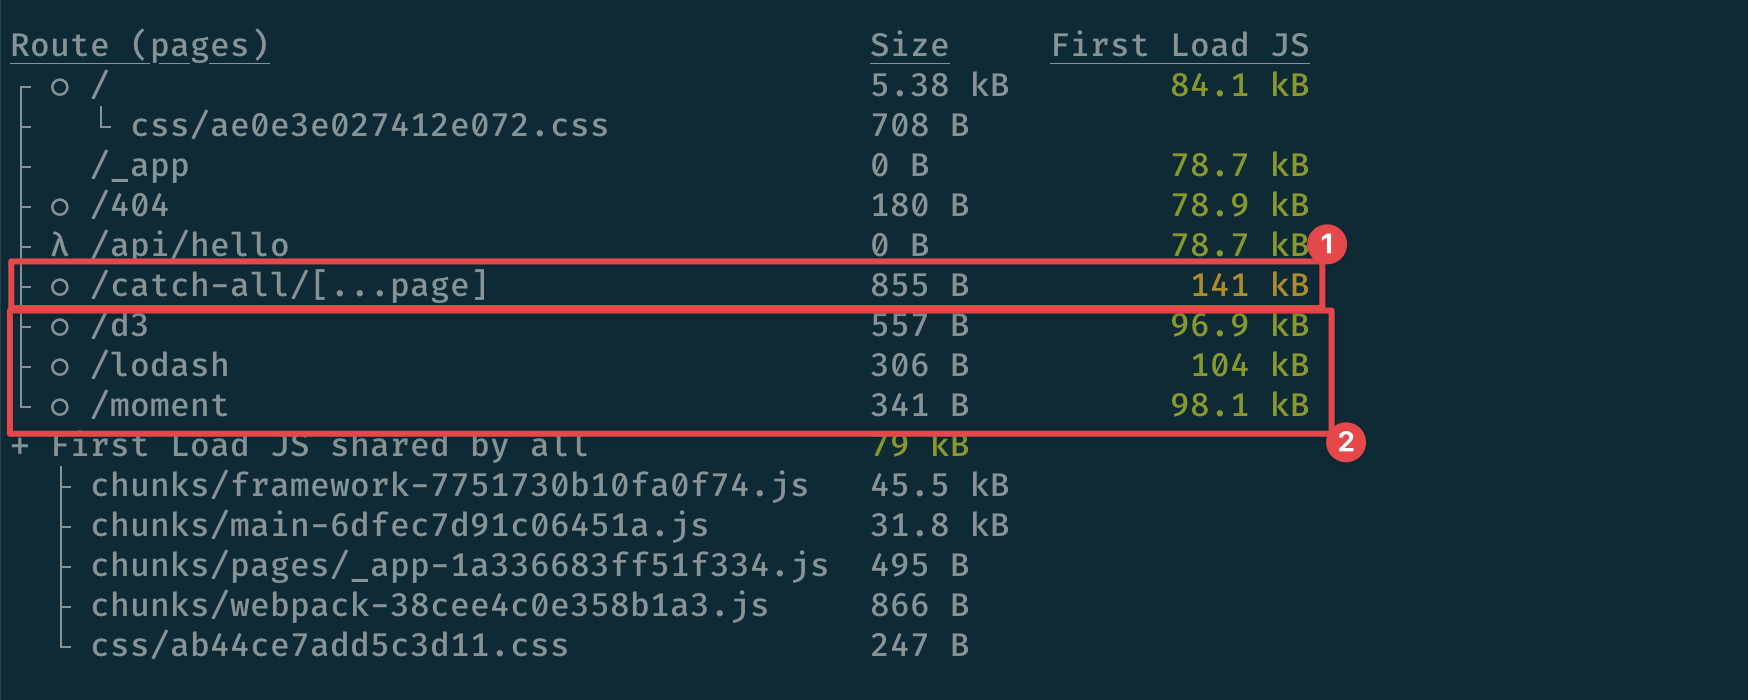 Route (pages) Size First Load JS
┌ ○ / 5.38 kB 84.1 kB
├   └ css/ae0e3e027412e072.css 708 B
├   /_app 0 B 78.7 kB
├ ○ /404 180 B 78.9 kB
├ λ /api/hello 0 B 78.7 kB
1
├ ○ /catch-all/[...page] 855 B 141 kB
├ ○ /d3 557 B 96.9 kB
├ ○ /lodash 306 B 104 kB
└ ○ /moment 341 B 98.1 kB
+ First Load JS shared by all 79 kB
2
├ chunks/framework-7751730b10fa0f74.js 45.5 kB
├ chunks/main-6dfec7d91c06451a.js 31.8 kB
├ chunks/pages/_app-1a336683ff51f334.js 495 B
├ chunks/webpack-38cee4c0e358b1a3.js 866 B
└ css/ab44ce7add5c3d11.css 247 B